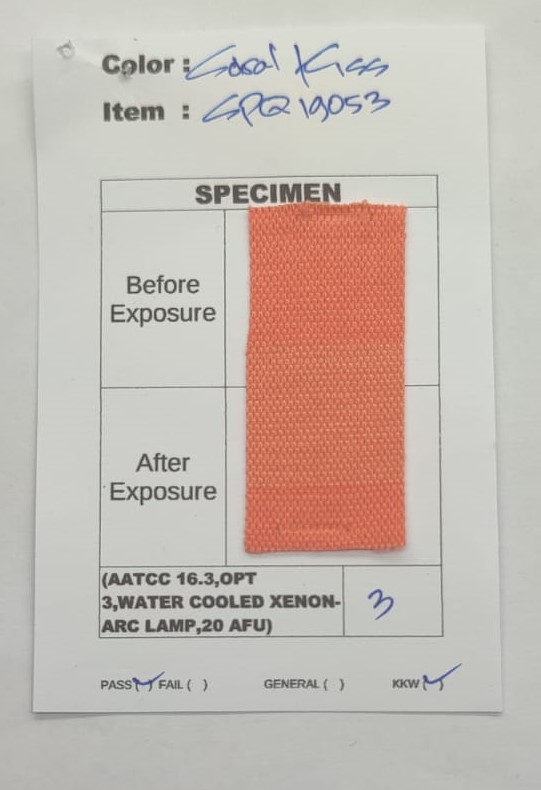 Color : Coral Kiss
Item : GPQ19053
SPECIMEN
Before
Exposure
After
Exposure
(AATCC 16.3,OPT
3,WATER COOLED XENON-
ARC LAMP,20 AFU)
3
PASS(✓) FAIL ( ) GENERAL ( ) KKW(✓)